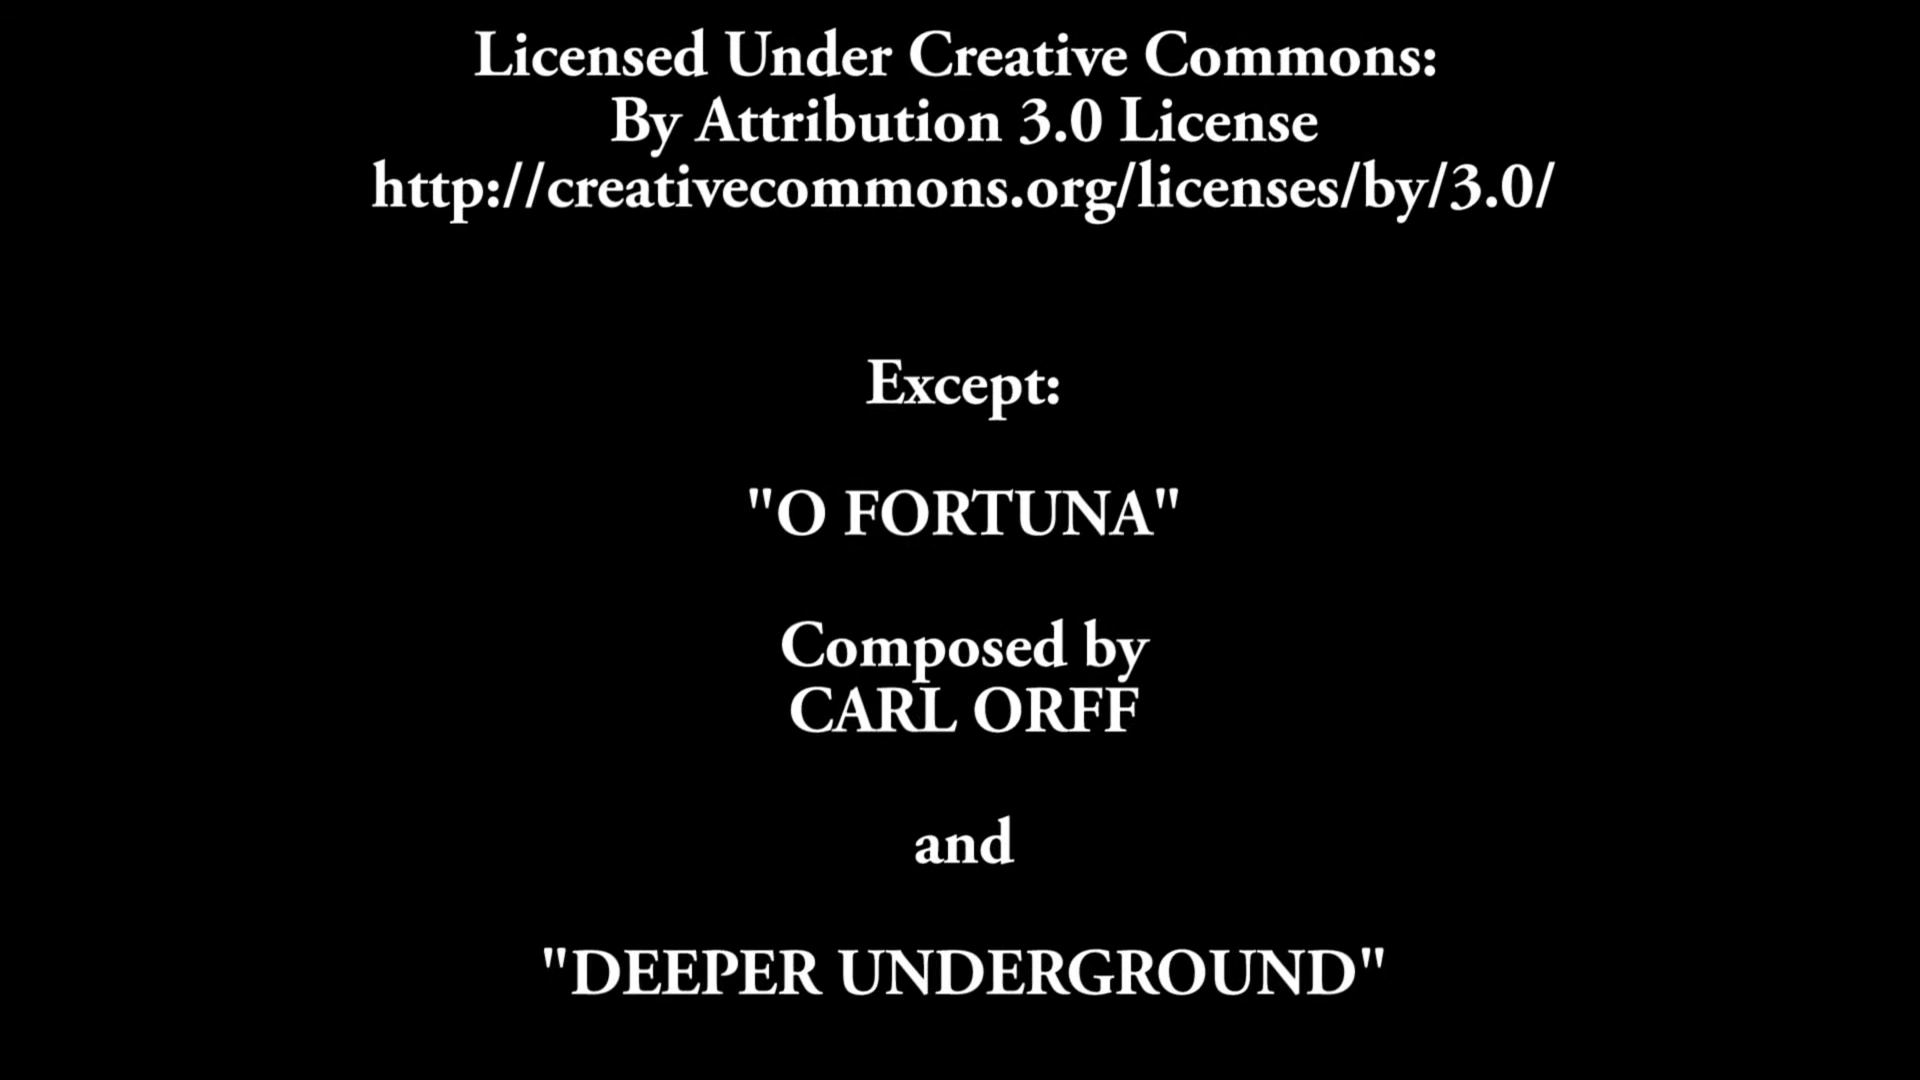 Licensed Under Creative Commons:
By Attribution 3.0 License
http://creativecommons.org/licenses/by/3.0/
Except:
"O FORTUNA"
Composed by
CARL ORFF
and
"DEEPER UNDERGROUND"